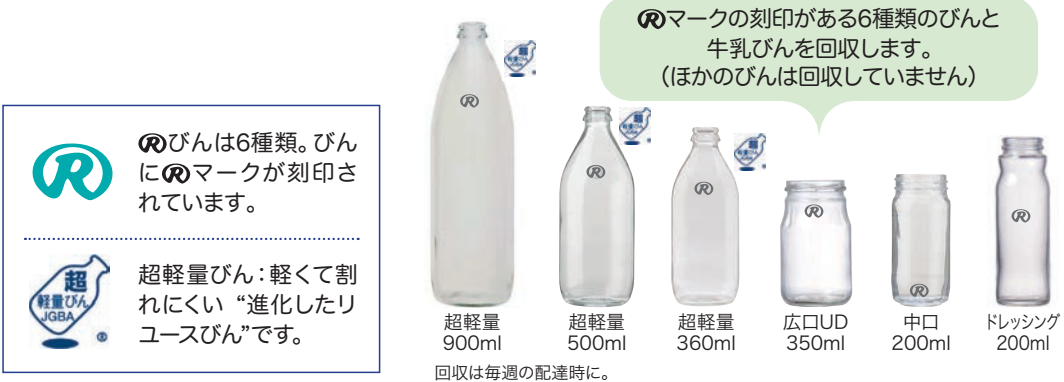 Ⓡびんは6種類。びん
にⓇマークが刻印さ
れています。
超
軽量びん
JGBA
超軽量びん：軽くて割
れにくい “進化したリ
ユースびん”です。
Ⓡマークの刻印がある6種類のびんと
牛乳びんを回収します。
（ほかのびんは回収していません）
超軽量
900ml
超軽量
500ml
超軽量
360ml
広口UD
350ml
中口
200ml
ドレッシング
200ml
回収は毎週の配達時に。